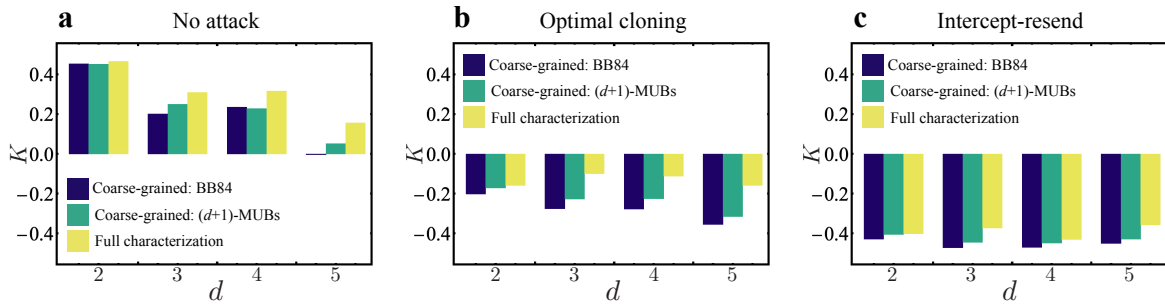 a No attack
K
0.4
0.2
0.0
−0.2
−0.4
Coarse-grained: BB84
Coarse-grained: (d+1)-MUBs
Full characterization
2 3 4 5
d
b Optimal cloning
K
0.4
0.2
0.0
−0.2
−0.4
Coarse-grained: BB84
Coarse-grained: (d+1)-MUBs
Full characterization
2 3 4 5
d
c Intercept-resend
K
0.4
0.2
0.0
−0.2
−0.4
Coarse-grained: BB84
Coarse-grained: (d+1)-MUBs
Full characterization
2 3 4 5
d